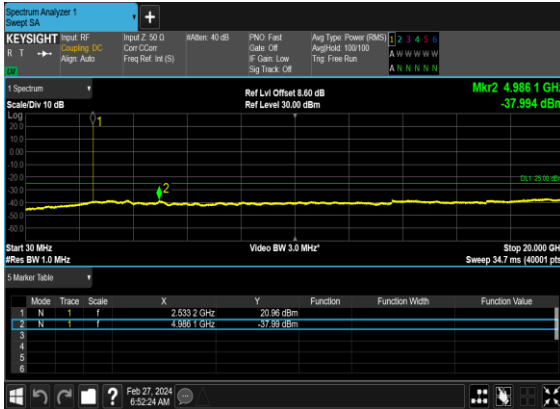 Spectrum Analyzer 1
Swept SA
+
KEYSIGHT
R T
LV
Input: RF
Coupling: DC
Align: Auto
Input Z: 50 Ω
Corr CCorr
Freq Ref: Int (S)
#Atten: 40 dB
PNO: Fast
Gate: Off
IF Gain: Low
Sig Track: Off
Avg Type: Power (RMS)
Avg|Hold: 100/100
Trig: Free Run
1 2 3 4 5 6
A W W W W W
A N N N N N
1 Spectrum
Scale/Div 10 dB
Ref Lvl Offset 8.60 dB
Ref Level 30.00 dBm
Mkr2 4.986 1 GHz
-37.994 dBm
Log
20.0
10.0
0.00
-10.0
-20.0
-30.0
-40.0
-50.0
-60.0
1
2
Start 30 MHz
#Res BW 1.0 MHz
Video BW 3.0 MHz*
Stop 20.000 GH
Sweep 34.7 ms (40001 pts
5 Marker Table
Mode Trace Scale X Y Function Function Width Function Value
1 N 1 f 2.533 2 GHz 20.96 dBm
2 N 1 f 4.986 1 GHz -37.99 dBm
3
4
5
6
?
Feb 27, 2024
6:52:24 AM